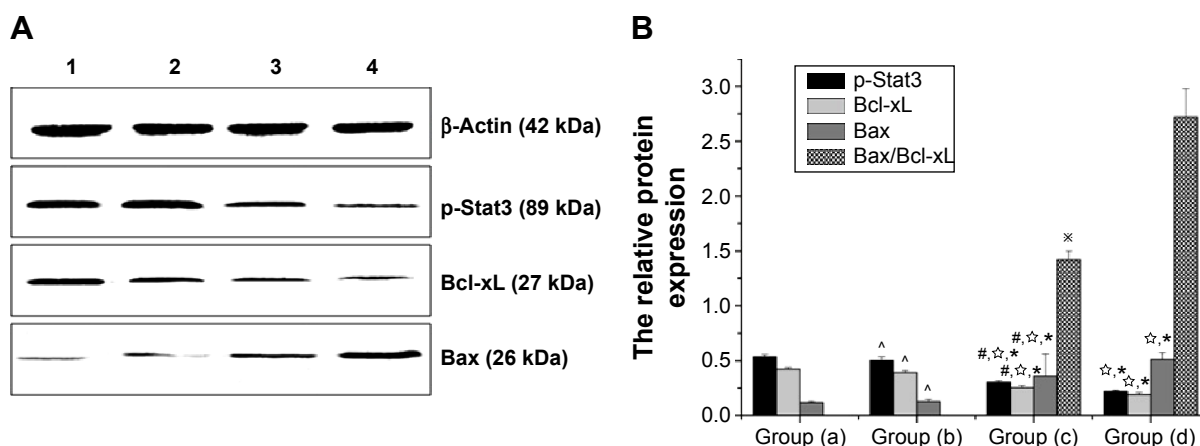 A
1 2 3 4
β-Actin (42 kDa)
p-Stat3 (89 kDa)
Bcl-xL (27 kDa)
Bax (26 kDa)
B
The relative protein
expression
3.0
2.5
2.0
1.5
1.0
0.5
0.0
p-Stat3
Bcl-xL
Bax
Bax/Bcl-xL
^
^
^
#,☆,*
#,☆,*
#,☆,*
※
☆,*
☆,*
☆,*
Group (a) Group (b) Group (c) Group (d)